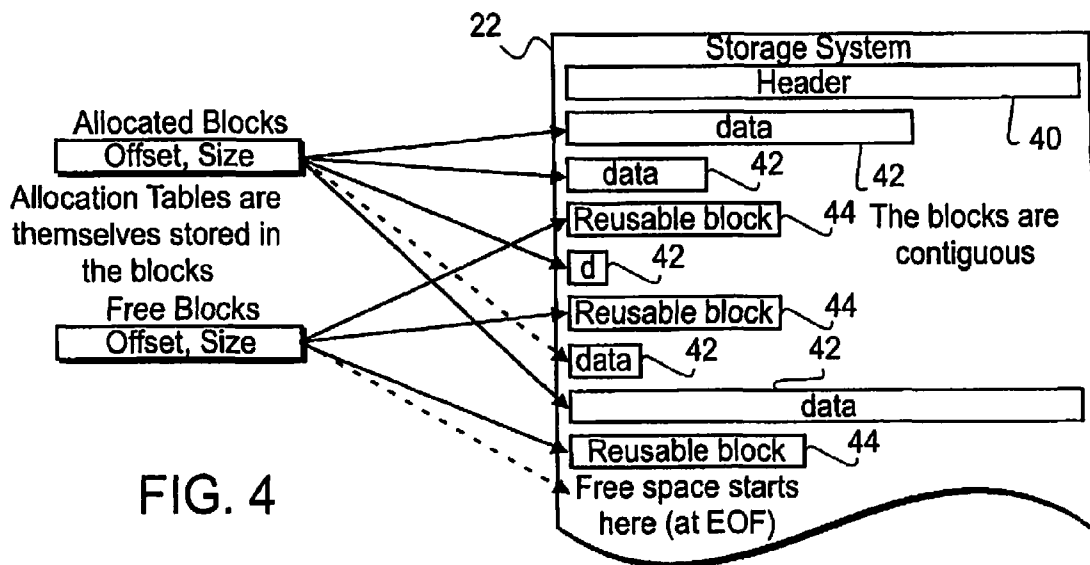 22
Storage System
Header
40
Allocated Blocks
Offset, Size
Allocation Tables are
themselves stored in
the blocks
Free Blocks
Offset, Size
data
42
data
42
Reusable block
44
The blocks are
contiguous
d
42
Reusable block
44
data
42
42
data
Reusable block
44
Free space starts
here (at EOF)
FIG. 4